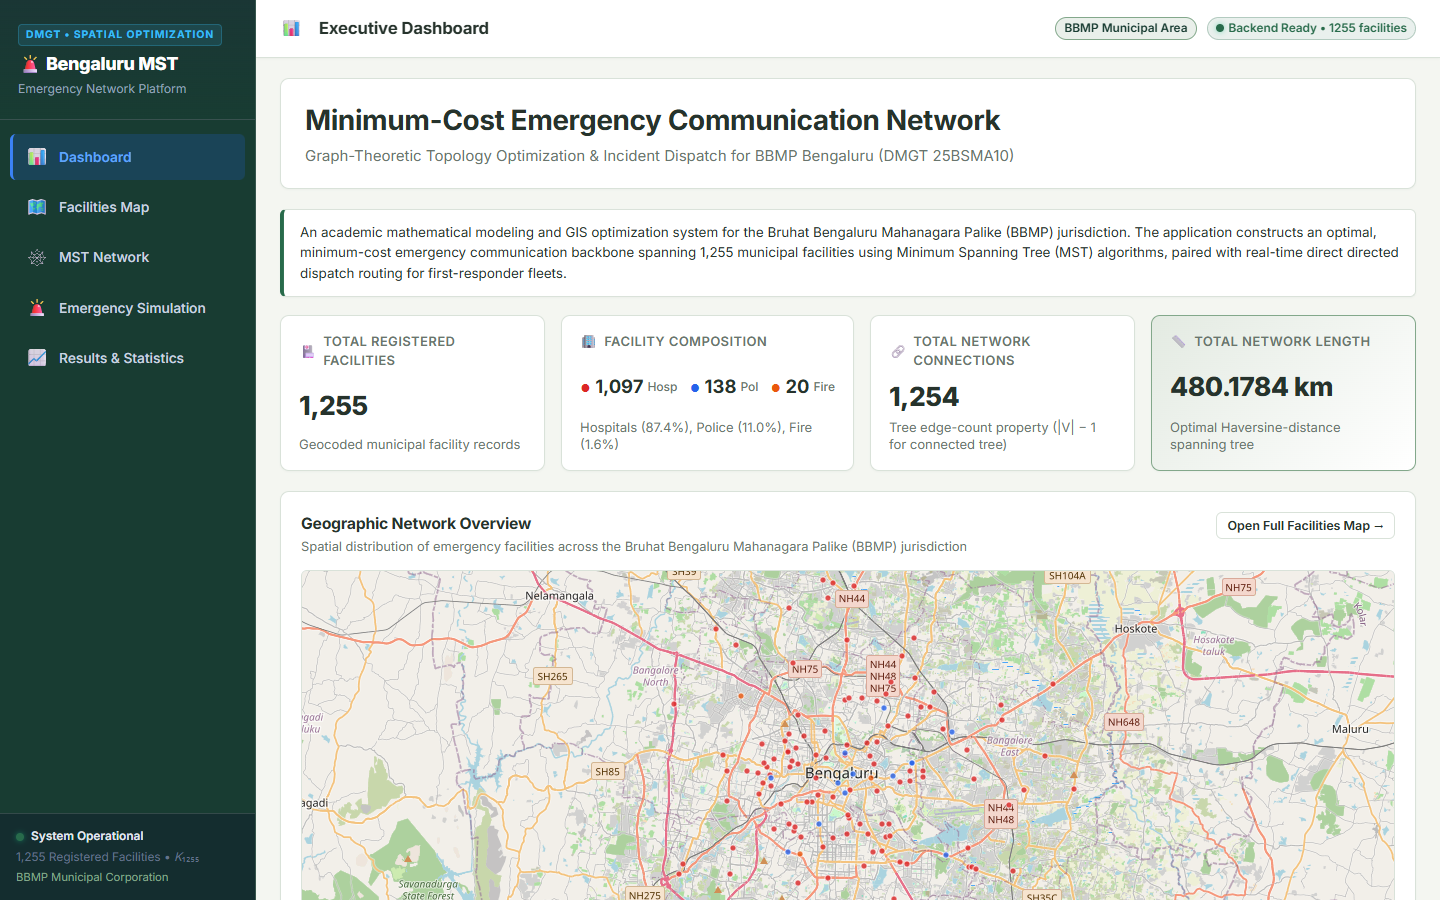 DMGT • SPATIAL OPTIMIZATION
Bengaluru MST
Emergency Network Platform
Dashboard
Facilities Map
MST Network
Emergency Simulation
Results & Statistics
System Operational
1,255 Registered Facilities • K₁₂₅₅
BBMP Municipal Corporation
Executive Dashboard
BBMP Municipal Area
Backend Ready • 1255 facilities
Minimum-Cost Emergency Communication Network
Graph-Theoretic Topology Optimization & Incident Dispatch for BBMP Bengaluru (DMGT 25BSMA10)
An academic mathematical modeling and GIS optimization system for the Bruhat Bengaluru Mahanagara Palike (BBMP) jurisdiction. The application constructs an optimal,
minimum-cost emergency communication backbone spanning 1,255 municipal facilities using Minimum Spanning Tree (MST) algorithms, paired with real-time direct directed
dispatch routing for first-responder fleets.
TOTAL REGISTERED
FACILITIES
1,255
Geocoded municipal facility records
FACILITY COMPOSITION
1,097 Hosp 138 Pol 20 Fire
Hospitals (87.4%), Police (11.0%), Fire
(1.6%)
TOTAL NETWORK
CONNECTIONS
1,254
Tree edge-count property (|V| − 1
for connected tree)
TOTAL NETWORK LENGTH
480.1784 km
Optimal Haversine-distance
spanning tree
Geographic Network Overview
Spatial distribution of emergency facilities across the Bruhat Bengaluru Mahanagara Palike (BBMP) jurisdiction
Open Full Facilities Map →
SH39
SH104A
NH75
Nelamangala
NH44
Kolar
Hoskote
Hosakote
taluk
Bangalore
North
NH75
NH44
NH48
NH75
SH265
agadi
luku
NH648
Maluru
Bangalore
East
SH85
Bengaluru
agadi
NH44
NH48
Savanadurga
State Forest
NH275
SH35C